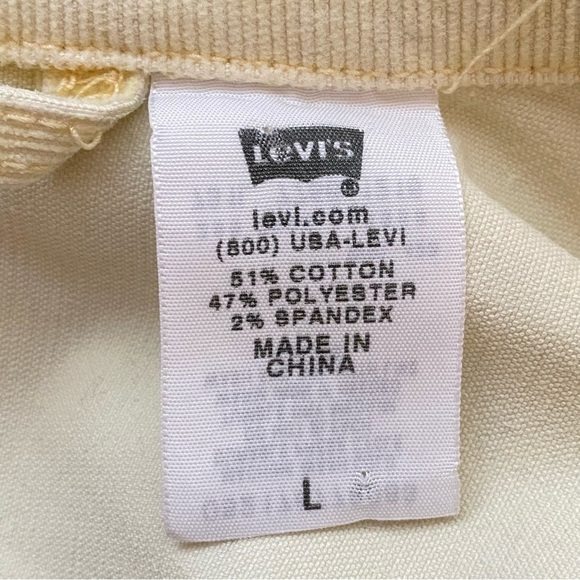 Levi's
levi.com
(800) USA-LEVI
51% COTTON
47% POLYESTER
2% SPANDEX
MADE IN
CHINA
L